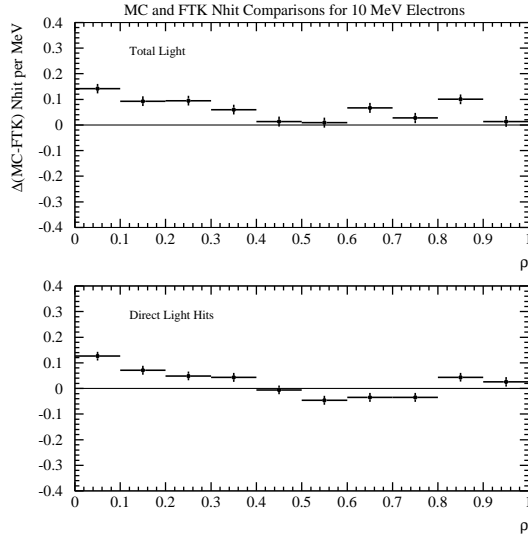 MC and FTK Nhit Comparisons for 10 MeV Electrons
Δ(MC-FTK) Nhit per MeV
0.4
0.3
0.2
0.1
0
-0.1
-0.2
-0.3
-0.4
Total Light
0 0.1 0.2 0.3 0.4 0.5 0.6 0.7 0.8 0.9 1
ρ
0.4
0.3
0.2
0.1
0
-0.1
-0.2
-0.3
-0.4
Direct Light Hits
0 0.1 0.2 0.3 0.4 0.5 0.6 0.7 0.8 0.9 1
ρ